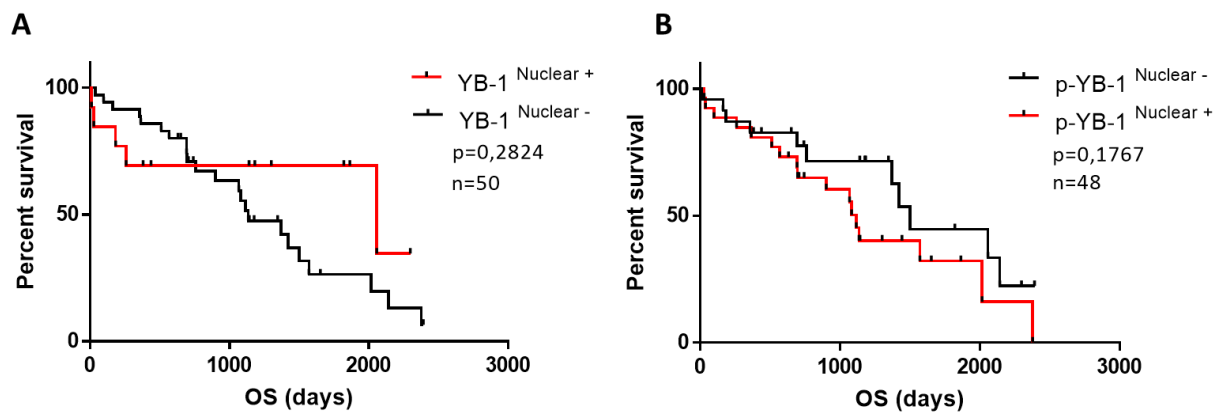 A
Percent survival
100
50
0
0 1000 2000 3000
OS (days)
YB-1 Nuclear +
YB-1 Nuclear -
p=0,2824
n=50
B
Percent survival
100
50
0
0 1000 2000 3000
OS (days)
p-YB-1 Nuclear -
p-YB-1 Nuclear +
p=0,1767
n=48